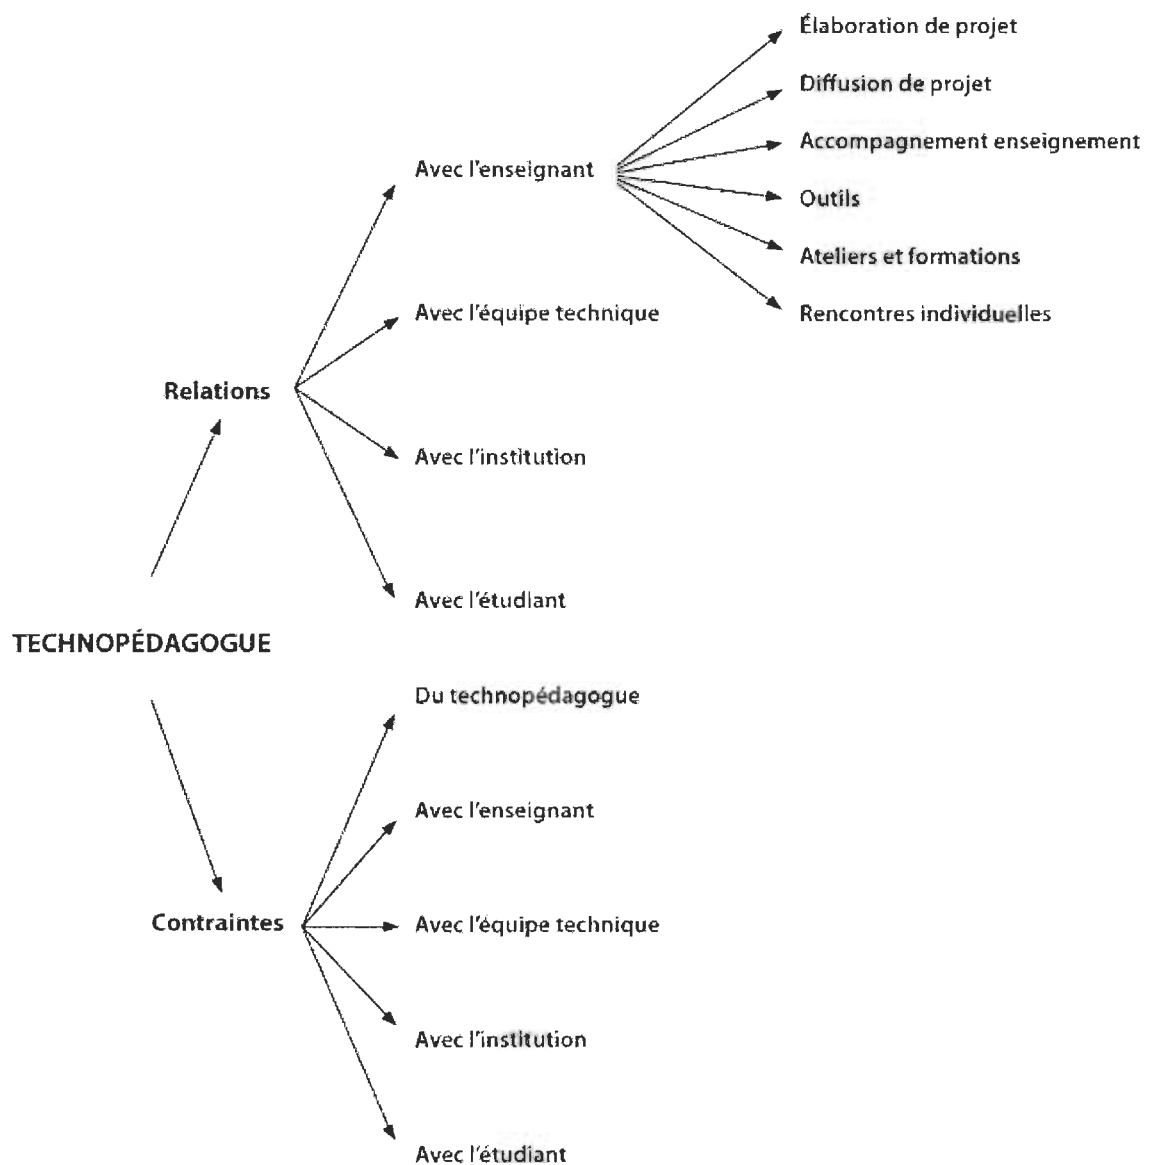 Élaboration de projet
Diffusion de projet
Accompagnement enseignement
Avec l'enseignant
Outils
Ateliers et formations
Avec l'équipe technique
Rencontres individuelles
Relations
Avec l'institution
Avec l'étudiant
TECHNOPÉDAGOGUE
Du technopédagogue
Avec l'enseignant
Contraintes
Avec l'équipe technique
Avec l'institution
Avec l'étudiant